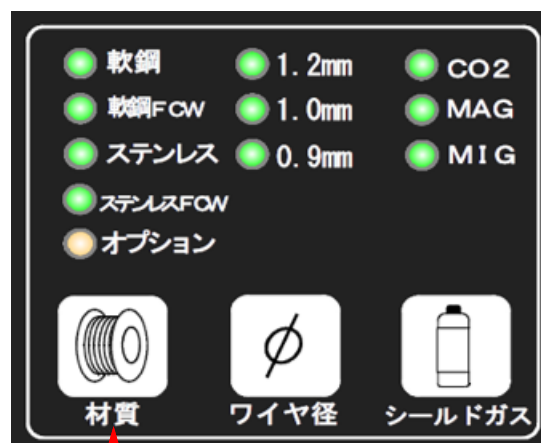 軟鋼 1.2mm CO2
軟鋼FCW 1.0mm MAG
ステンレス 0.9mm MIG
ステンレスFCW
オプション
材質 ワイヤ径 シールドガス